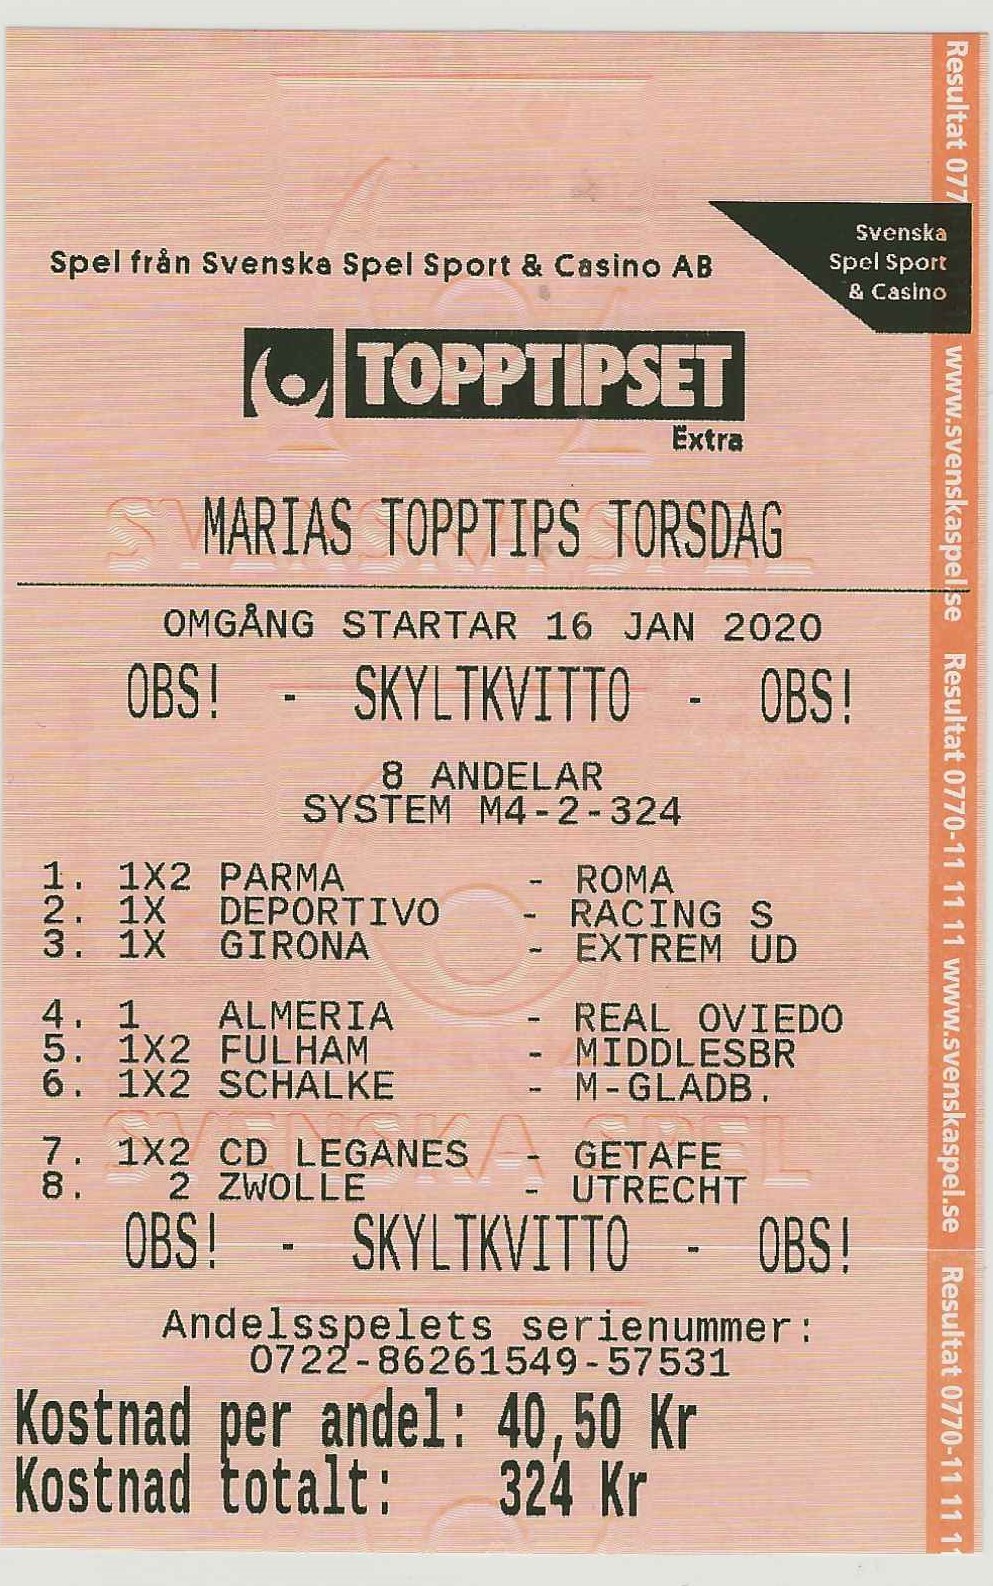 Spel från Svenska Spel Sport & Casino AB
Svenska
Spel Sport
& Casino
TOPPTIPSET
Extra
MARIAS TOPPTIPS TORSDAG
OMGÅNG STARTAR 16 JAN 2020
OBS! - SKYLTKVITTO - OBS!
8 ANDELAR
SYSTEM M4-2-324
1. 1X2 PARMA - ROMA
2. 1X DEPORTIVO - RACING S
3. 1X GIRONA - EXTREM UD
4. 1 ALMERIA - REAL OVIEDO
5. 1X2 FULHAM - MIDDLESBR
6. 1X2 SCHALKE - M-GLADB.
7. 1X2 CD LEGANES - GETAFE
8. 2 ZWOLLE - UTRECHT
OBS! - SKYLTKVITTO - OBS!
Andelsspelets serienummer:
0722-86261549-57531
Kostnad per andel: 40,50 Kr
Kostnad totalt: 324 Kr
Resultat 077
www.svenskaspel.se Resultat 0770-11 11 11 www.svenskaspel.se Resultat 0770-11 11 11
SVENSKA SPEL
SVENSKA SPEL